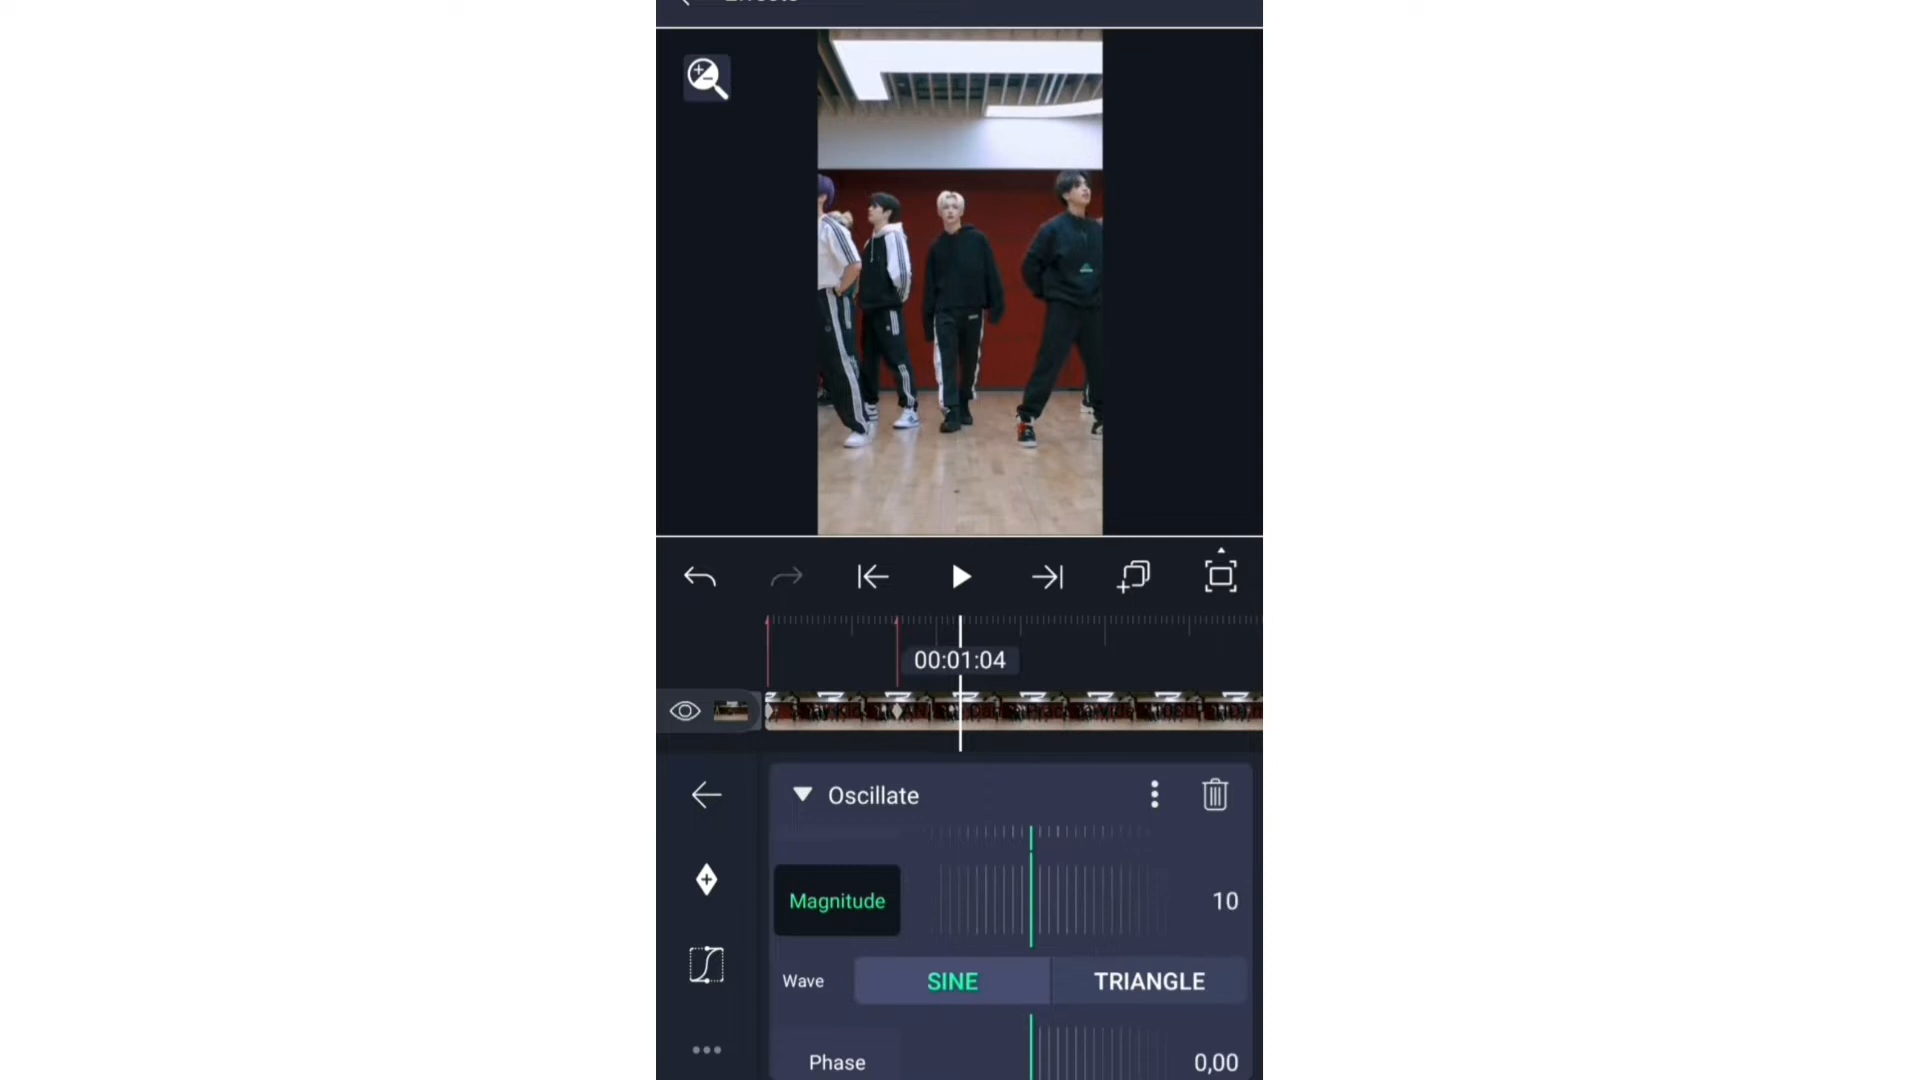 00:01:04
Oscillate
Magnitude
10
Wave
SINE
TRIANGLE
Phase
0,00